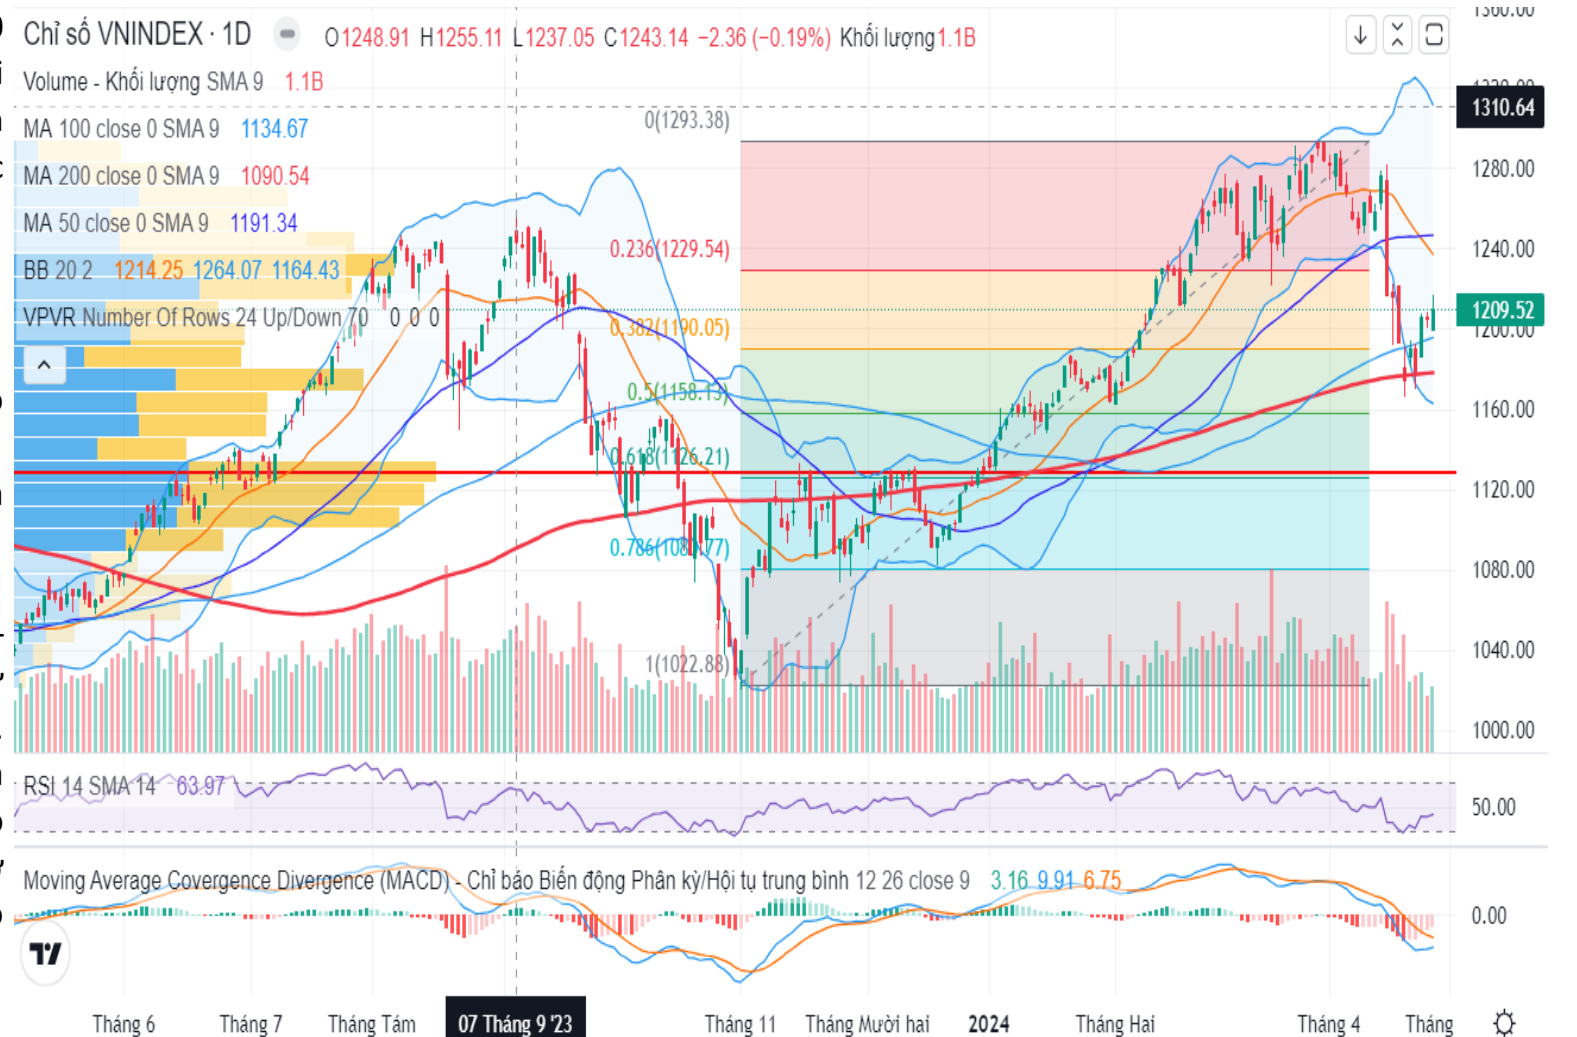 Chỉ số VNINDEX · 1D O1248.91 H1255.11 L1237.05 C1243.14 −2.36 (−0.19%) Khối lượng1.1B
Volume - Khối lượng SMA 9 1.1B
MA 100 close 0 SMA 9 1134.67
MA 200 close 0 SMA 9 1090.54
MA 50 close 0 SMA 9 1191.34
BB 20 2 1214.25 1264.07 1164.43
VPVR Number Of Rows 24 Up/Down 70 0 0 0
0(1293.38)
0.236(1229.54)
0.382(1190.05)
0.5(1158.13)
0.618(1126.21)
1(1022.88)
1310.64
1280.00
1240.00
1209.52
1200.00
1160.00
1120.00
1080.00
1040.00
1000.00
RSI 14 SMA 14 63.97
50.00
Moving Average Covergence Divergence (MACD) - Chỉ báo Biến động Phân kỳ/Hội tụ trung bình 12 26 close 9 3.16 9.91 6.75
0.00
Tháng 6 Tháng 7 Tháng Tám 07 Tháng 9 '23 Tháng 11 Tháng Mười hai 2024 Tháng Hai Tháng 4 Tháng